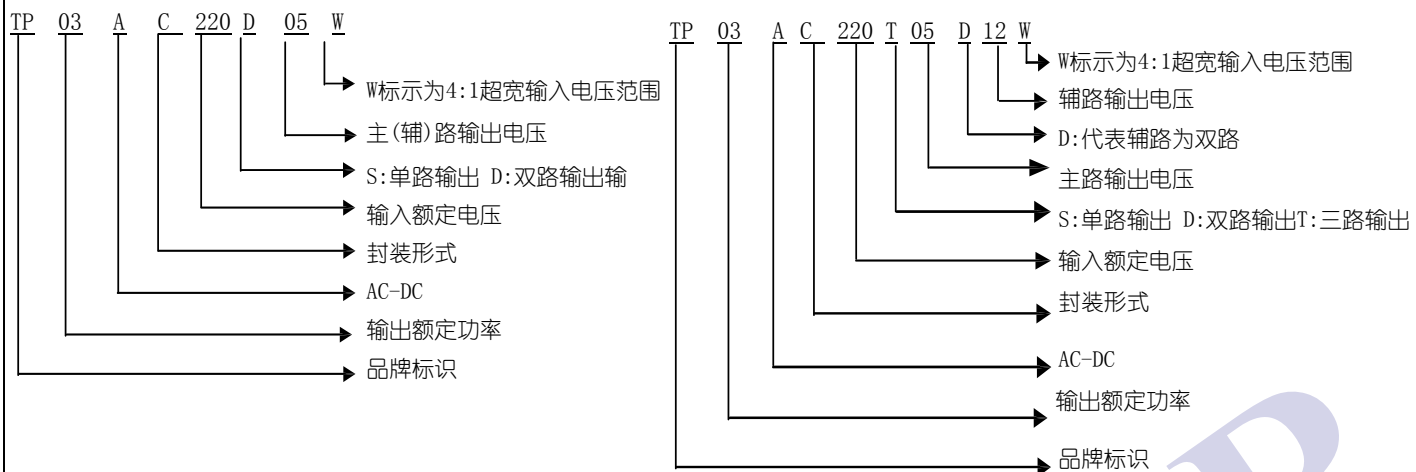 TP 03 A C 220 D 05 W
W标示为4:1超宽输入电压范围
主(辅)路输出电压
S:单路输出 D:双路输出输
输入额定电压
封装形式
AC-DC
输出额定功率
品牌标识
TP 03 A C 220 T 05 D 12 W
W标示为4:1超宽输入电压范围
辅路输出电压
D:代表辅路为双路
主路输出电压
S:单路输出 D:双路输出T:三路输出
输入额定电压
封装形式
AC-DC
输出额定功率
品牌标识